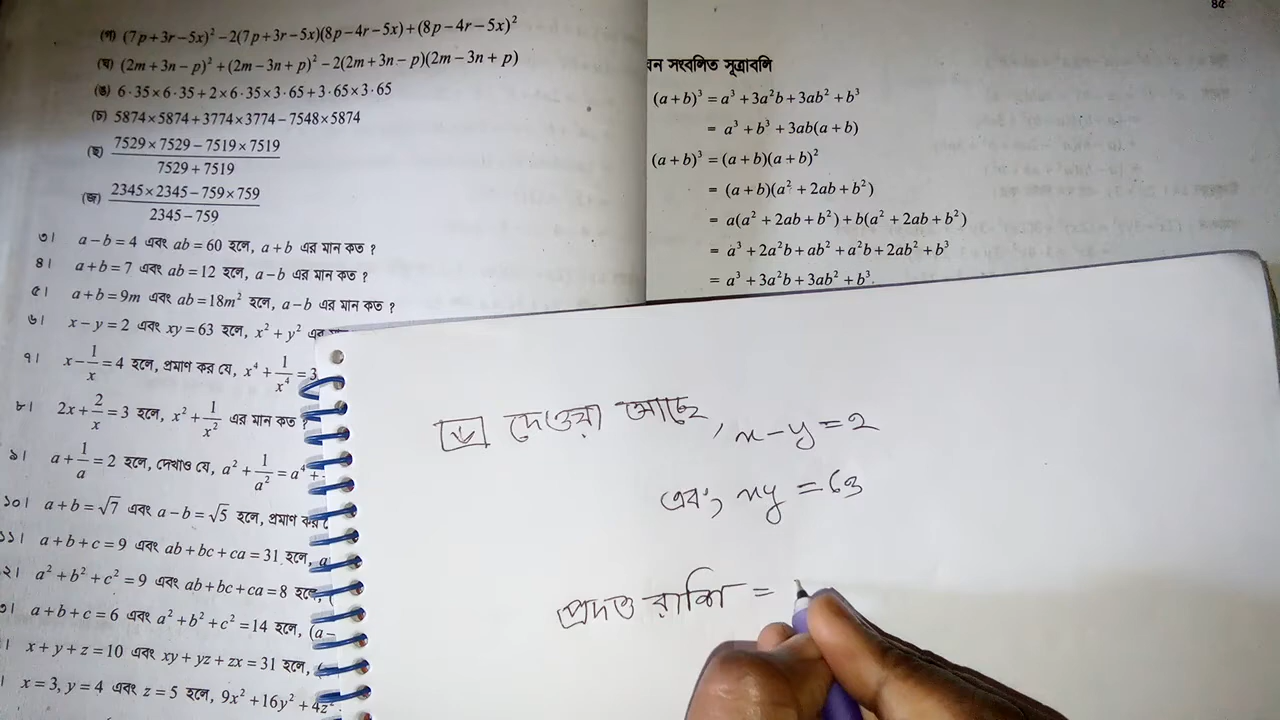 (গ) (7p+3r−5x)² −2(7p+3r−5x)(8p−4r−5x)+(8p−4r−5x)²
(ঘ) (2m+3n−p)² +(2m−3n+p)² −2(2m+3n−p)(2m−3n+p)
(ঙ) 6·35×6·35+2×6·35×3·65+3·65×3·65
(চ) 5874×5874+3774×3774−7548×5874
(ছ) (7529×7529−7519×7519)/(7529+7519)
(জ) (2345×2345−759×759)/(2345−759)
৩। a−b=4 এবং ab=60 হলে, a+b এর মান কত ?
৪। a+b=7 এবং ab=12 হলে, a−b এর মান কত ?
৫। a+b=9m এবং ab=18m² হলে, a−b এর মান কত ?
৬। x−y=2 এবং xy=63 হলে, x²+y² এর
৭। x−1/x=4 হলে, প্রমাণ কর যে, x⁴+1/x⁴=3
৮। 2x+2/x=3 হলে, x²+1/x² এর মান কত ?
৯। a+1/a=2 হলে, দেখাও যে, a²+1/a²=a⁴+
১০। a+b=√7 এবং a−b=√5 হলে, প্রমাণ কর
১১। a+b+c=9 এবং ab+bc+ca=31 হলে, a
২। a²+b²+c²=9 এবং ab+bc+ca=8 হলে, (
৩। a+b+c=6 এবং a²+b²+c²=14 হলে, (a−
। x+y+z=10 এবং xy+yz+zx=31 হলে, (
। x=3, y=4 এবং z=5 হলে, 9x²+16y²+4z²
৪৫
ঘন সংবলিত সূত্রাবলি
(a+b)³ = a³+3a²b+3ab²+b³
= a³+b³+3ab(a+b)
(a+b)³ = (a+b)(a+b)²
= (a+b)(a²+2ab+b²)
= a(a²+2ab+b²)+b(a²+2ab+b²)
= a³+2a²b+ab²+a²b+2ab²+b³
= a³+3a²b+3ab²+b³.
৬ দেওয়া আছে, x−y=2
এবং, xy=63
প্রদত্ত রাশি =